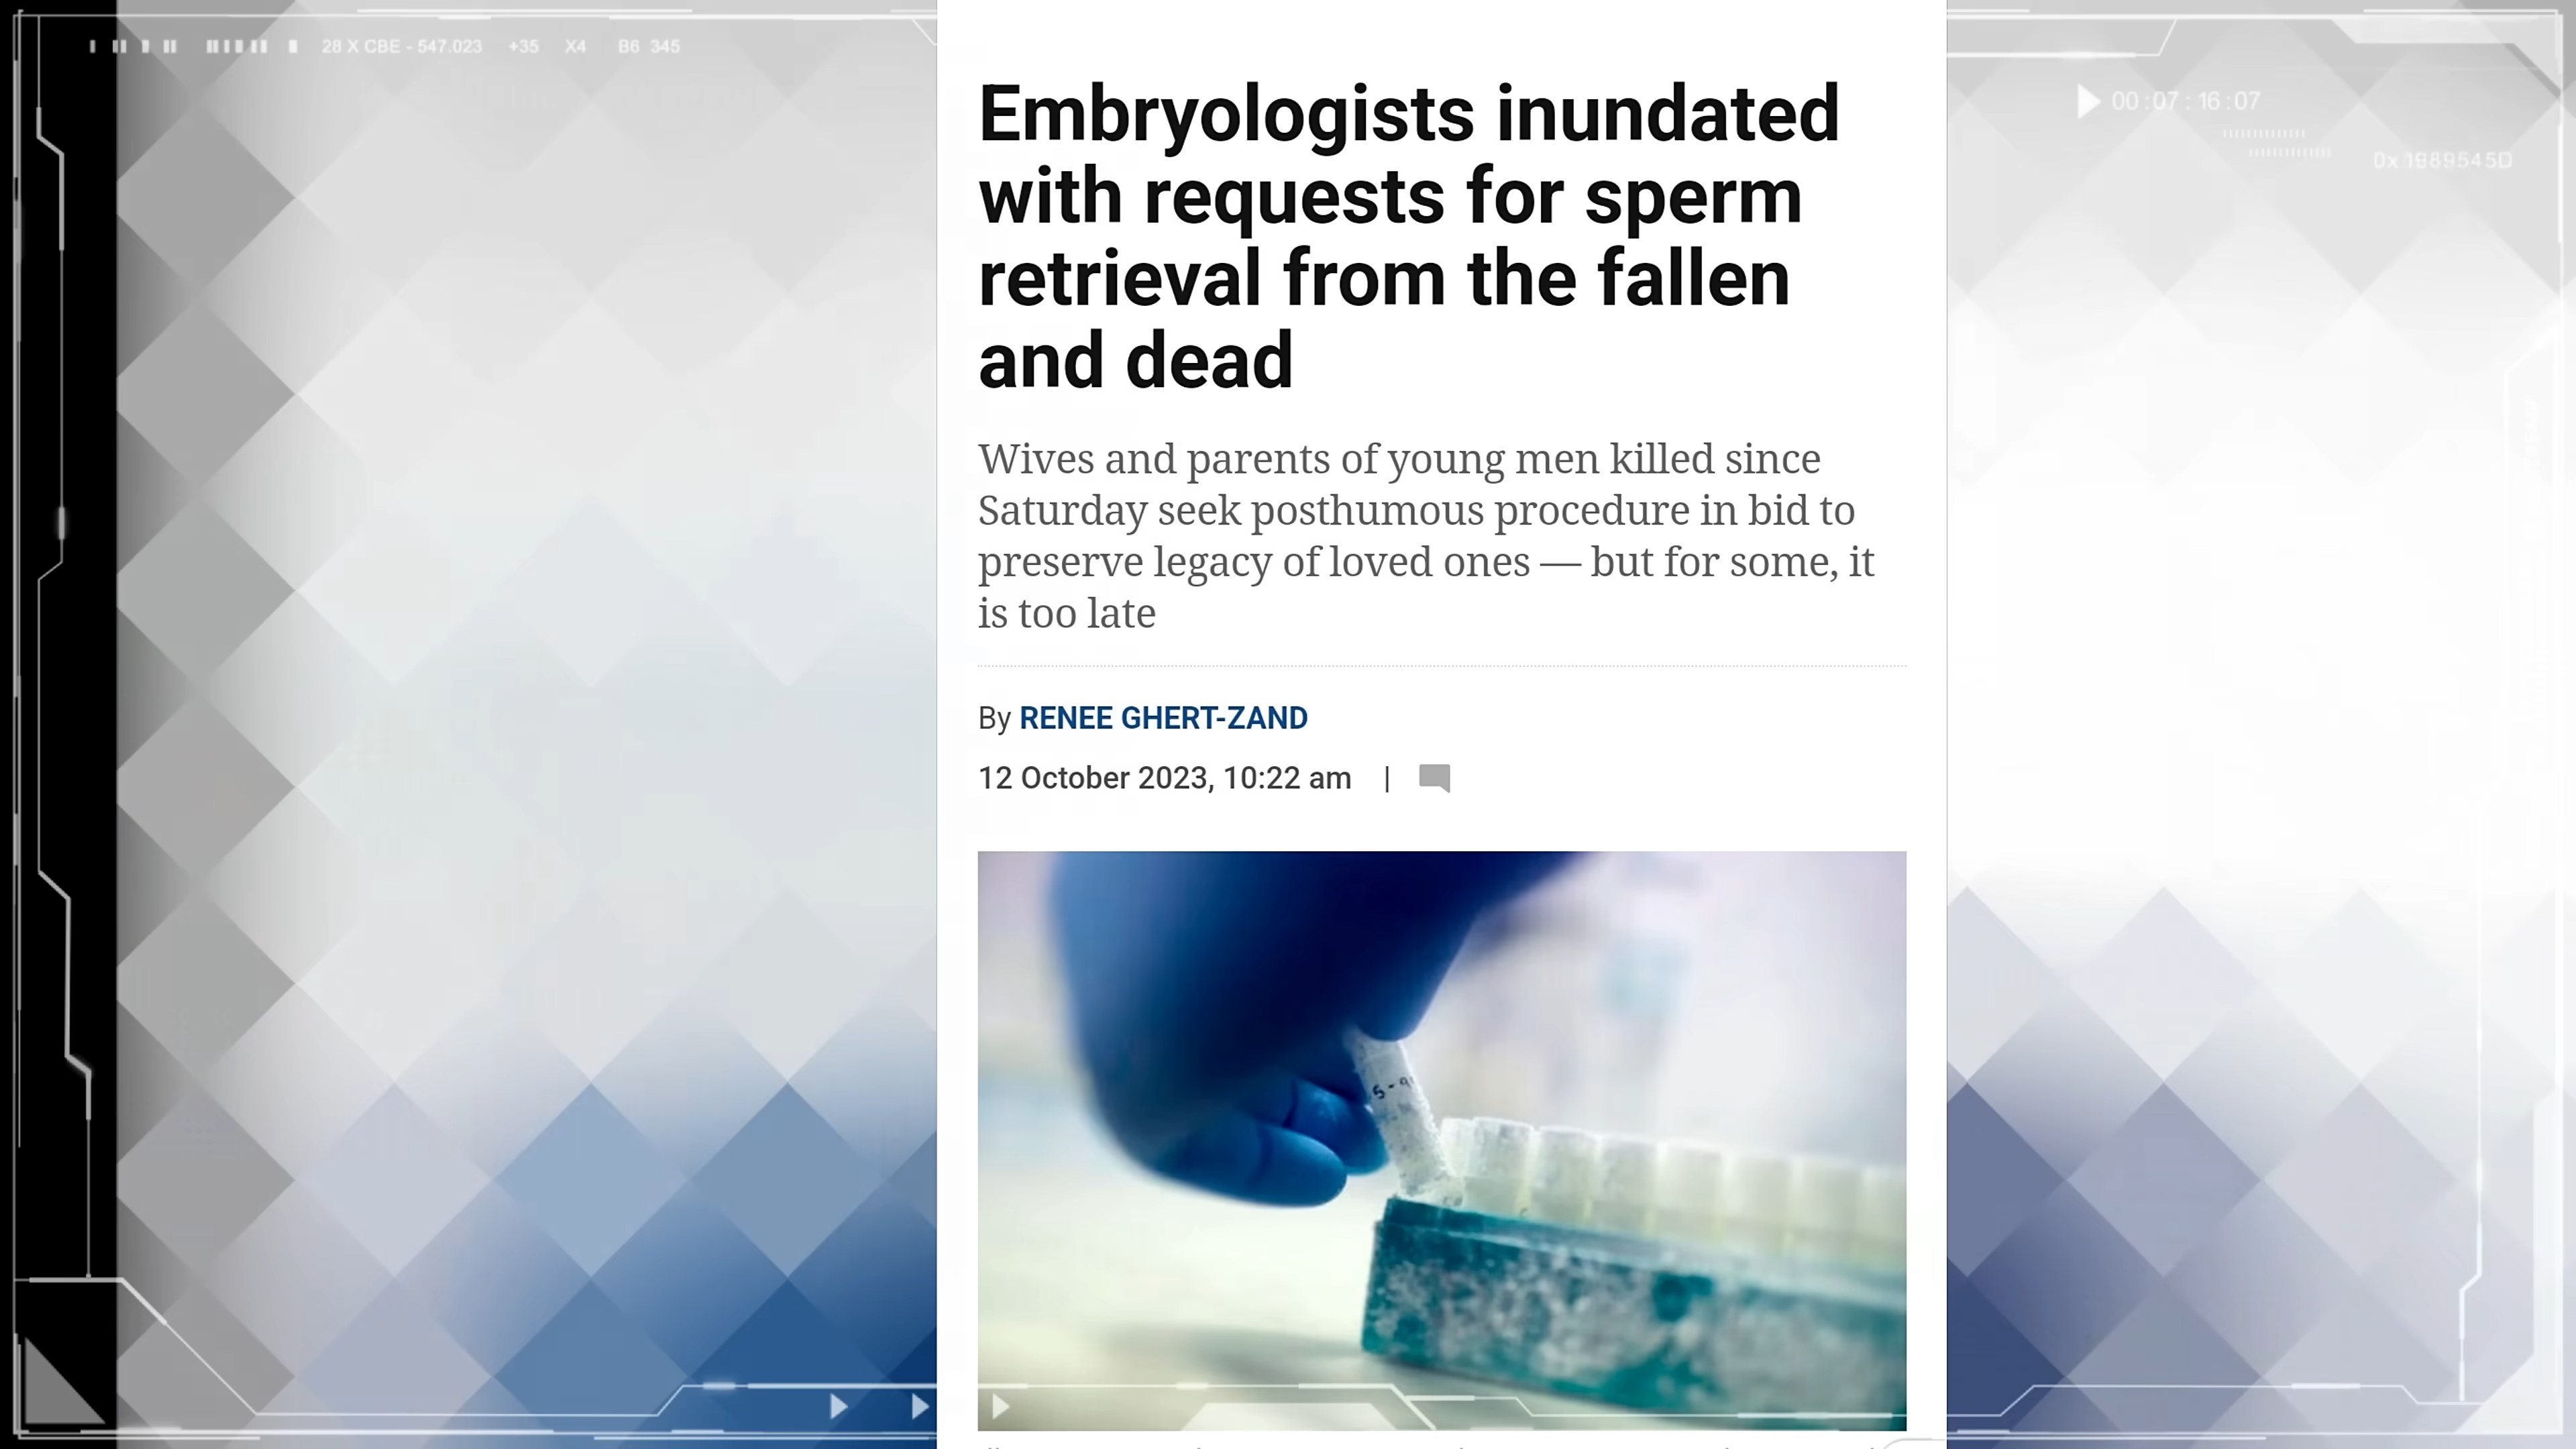 28 X CBE - 547.023 +35 X4 B6 345
00:07:16:07
0x1989545D
Embryologists inundated
with requests for sperm
retrieval from the fallen
and dead
Wives and parents of young men killed since
Saturday seek posthumous procedure in bid to
preserve legacy of loved ones — but for some, it
is too late
By RENEE GHERT-ZAND
12 October 2023, 10:22 am |